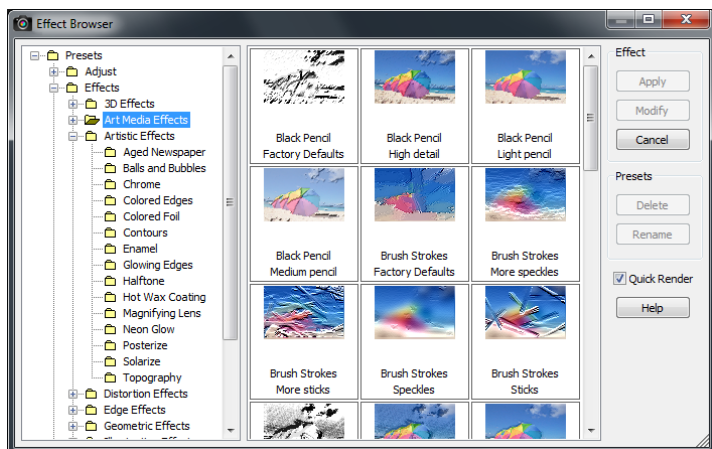 Effect Browser
Presets
Adjust
Effects
3D Effects
Art Media Effects
Artistic Effects
Aged Newspaper
Balls and Bubbles
Chrome
Colored Edges
Colored Foil
Contours
Enamel
Glowing Edges
Halftone
Hot Wax Coating
Magnifying Lens
Neon Glow
Posterize
Solarize
Topography
Distortion Effects
Edge Effects
Geometric Effects
Black Pencil
Factory Defaults
Black Pencil
High detail
Black Pencil
Light pencil
Black Pencil
Medium pencil
Brush Strokes
Factory Defaults
Brush Strokes
More speckles
Brush Strokes
More sticks
Brush Strokes
Speckles
Brush Strokes
Sticks
Effect
Apply
Modify
Cancel
Presets
Delete
Rename
Quick Render
Help